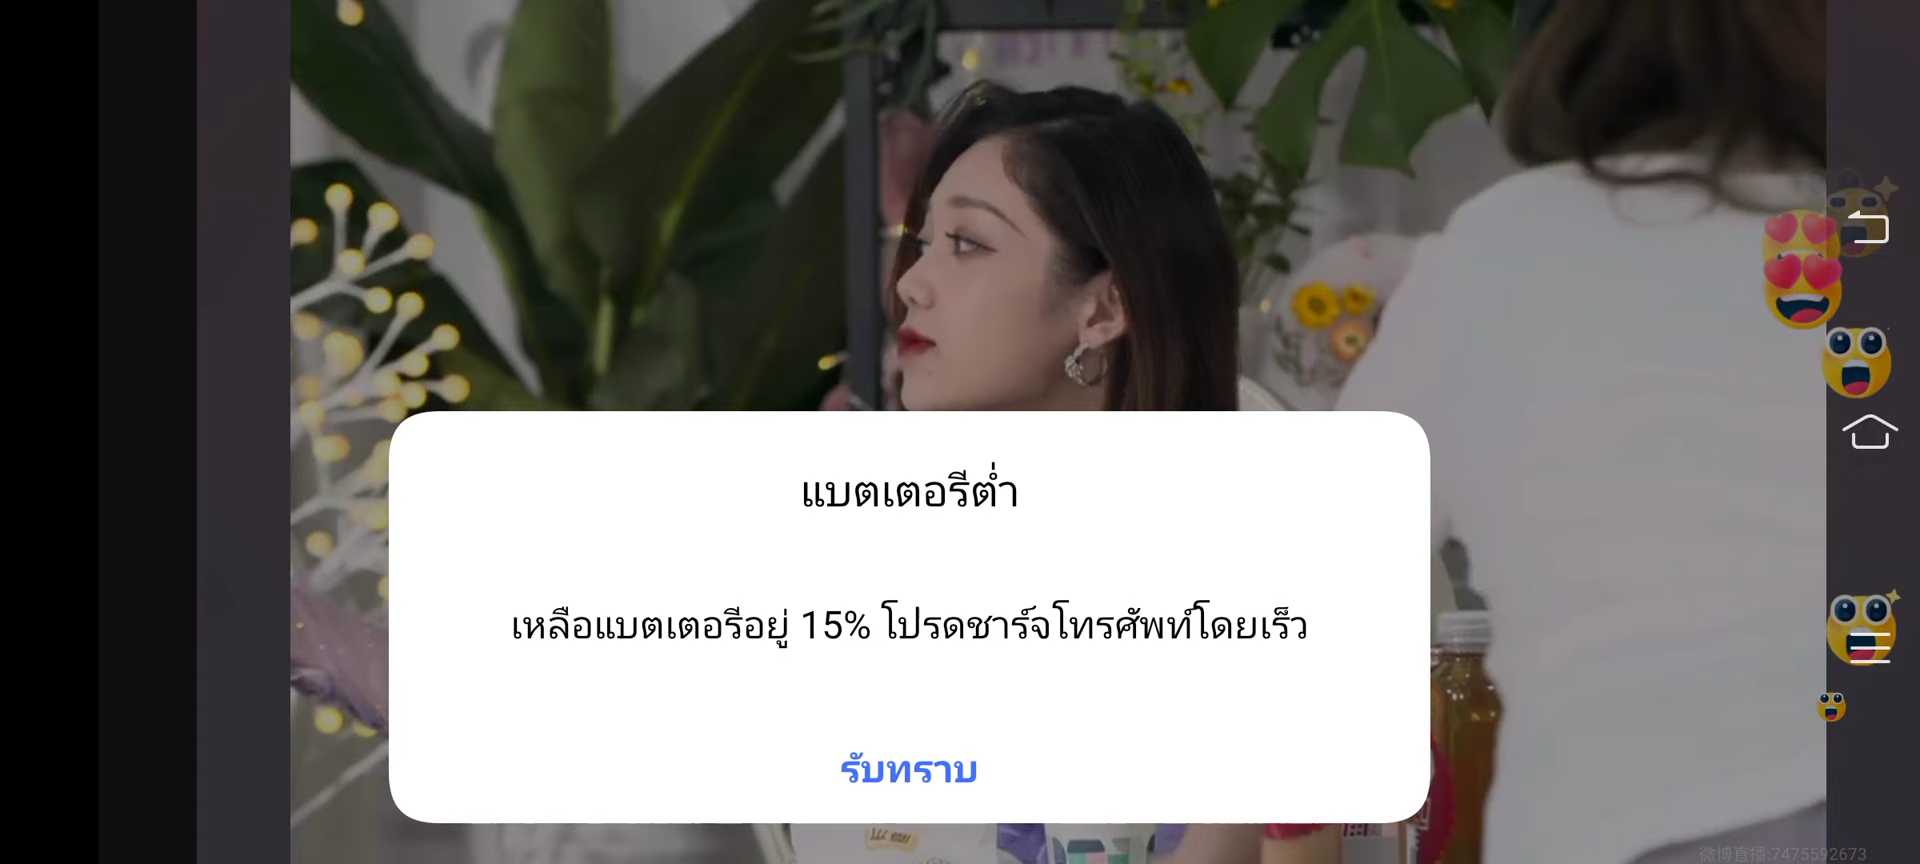 แบตเตอรี่ต่ำ
เหลือแบตเตอรีอยู่ 15% โปรดชาร์จโทรศัพท์โดยเร็ว
รับทราบ
微博直播:7475592673